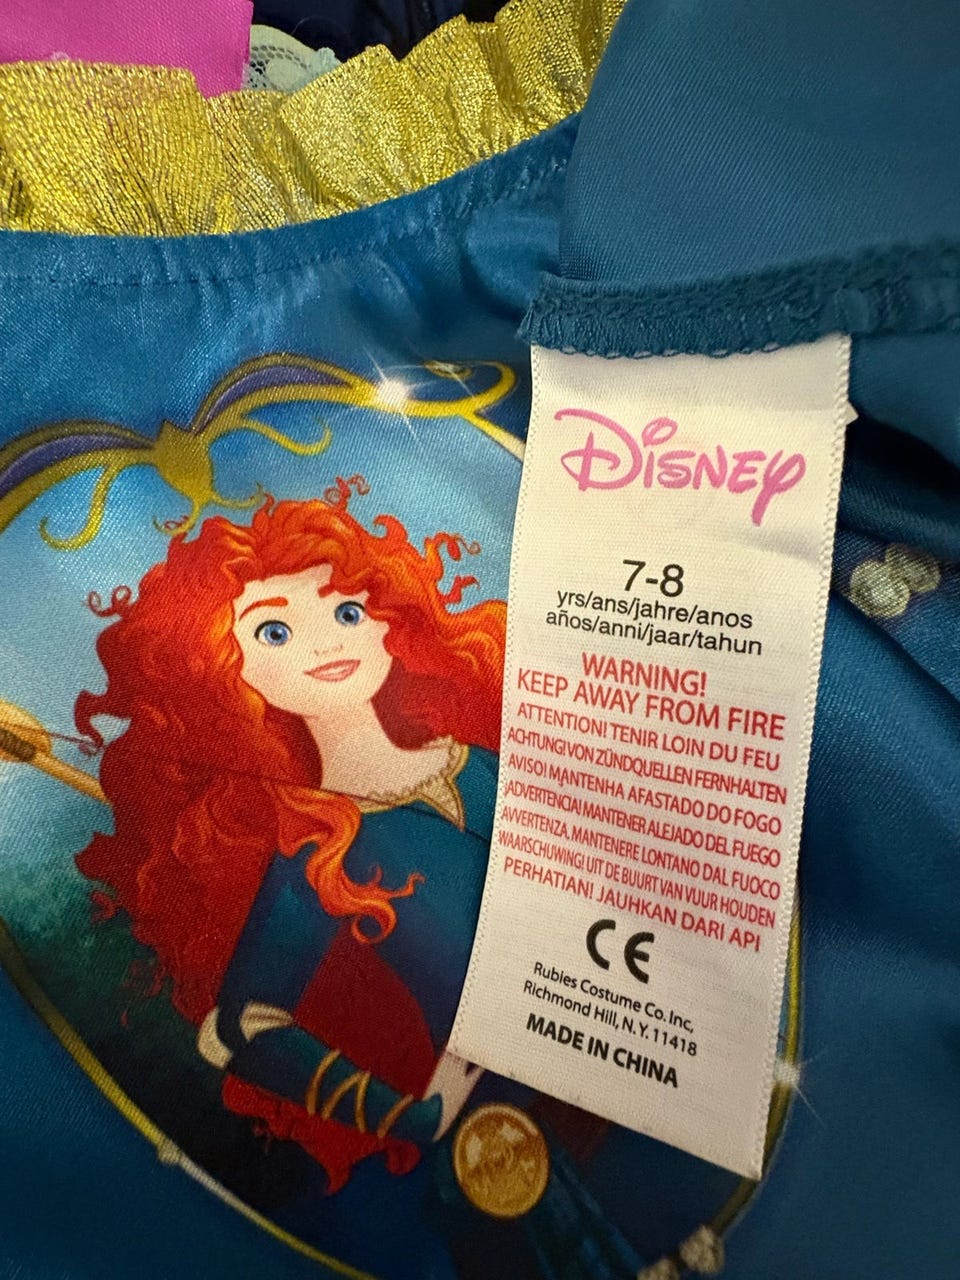 Disney
7-8
yrs/ans/jahre/anos
años/anni/jaar/tahun
WARNING!
KEEP AWAY FROM FIRE
ATTENTION! TENIR LOIN DU FEU
ACHTUNG!VON ZÜNDQUELLEN FERNHALTEN
AVISO! MANTENHA AFASTADO DO FOGO
¡ADVERTENCIA! MANTENER ALEJADO DEL FUEGO
AVVERTENZA. MANTENERE LONTANO DAL FUOCO
WAARSCHUWING! UIT DE BUURT VAN VUUR HOUDEN
PERHATIAN! JAUHKAN DARI API
CE
Rubies Costume Co. Inc,
Richmond Hill, N. Y. 11418
MADE IN CHINA